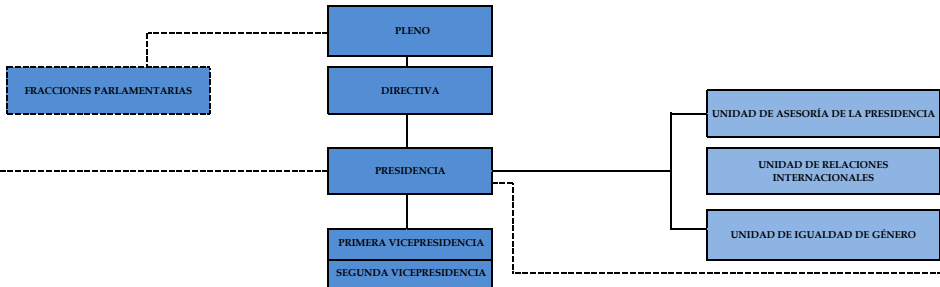 PLENO
FRACCIONES PARLAMENTARIAS
DIRECTIVA
UNIDAD DE ASESORÍA DE LA PRESIDENCIA
PRESIDENCIA
UNIDAD DE RELACIONES
INTERNACIONALES
PRIMERA VICEPRESIDENCIA
UNIDAD DE IGUALDAD DE GÉNERO
SEGUNDA VICEPRESIDENCIA